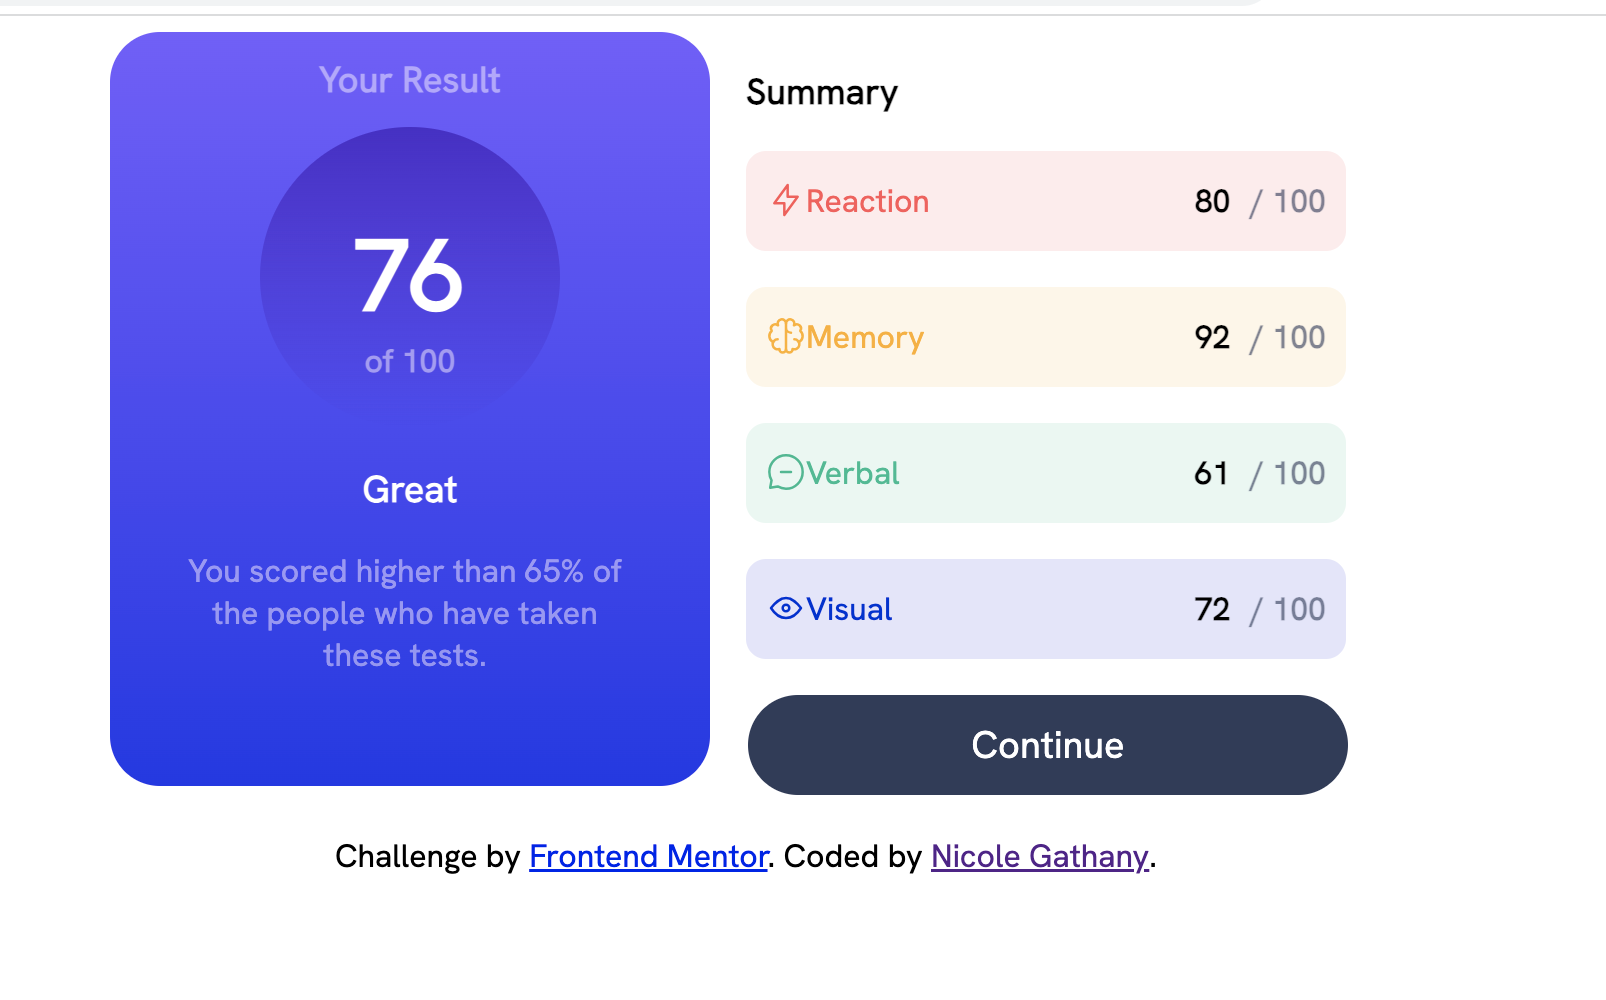 Your Result
76
of 100
Great
You scored higher than 65% of
the people who have taken
these tests.
Summary
Reaction 80 / 100
Memory 92 / 100
Verbal 61 / 100
Visual 72 / 100
Continue
Challenge by Frontend Mentor. Coded by Nicole Gathany.